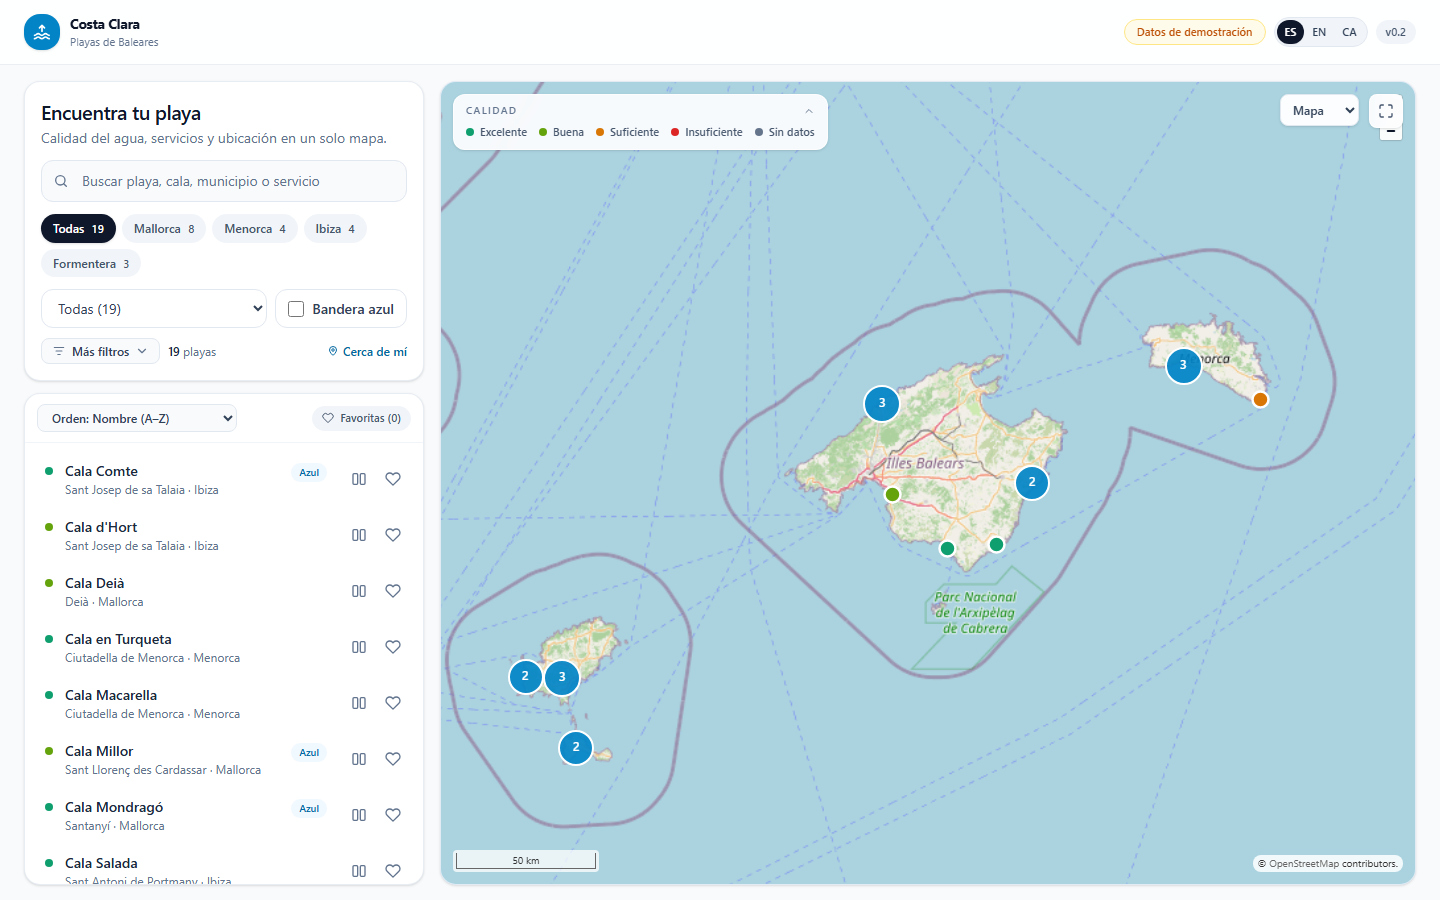 Costa Clara
Playas de Baleares
Datos de demostración
ES EN CA
v0.2
Encuentra tu playa
Calidad del agua, servicios y ubicación en un solo mapa.
Buscar playa, cala, municipio o servicio
Todas 19
Mallorca 8
Menorca 4
Ibiza 4
Formentera 3
Todas (19)
Bandera azul
Más filtros
19 playas
Cerca de mí
Orden: Nombre (A–Z)
Favoritas (0)
Cala Comte
Azul
Sant Josep de sa Talaia · Ibiza
Cala d'Hort
Sant Josep de sa Talaia · Ibiza
Cala Deià
Deià · Mallorca
Cala en Turqueta
Ciutadella de Menorca · Menorca
Cala Macarella
Ciutadella de Menorca · Menorca
Cala Millor
Azul
Sant Llorenç des Cardassar · Mallorca
Cala Mondragó
Azul
Santanyí · Mallorca
Cala Salada
Sant Antoni de Portmany · Ibiza
CALIDAD
Excelente
Buena
Suficiente
Insuficiente
Sin datos
Mapa
−
3
3
Illes Balears
2
Parc Nacional
de l'Arxipèlag
de Cabrera
2
3
2
50 km
© OpenStreetMap contributors.